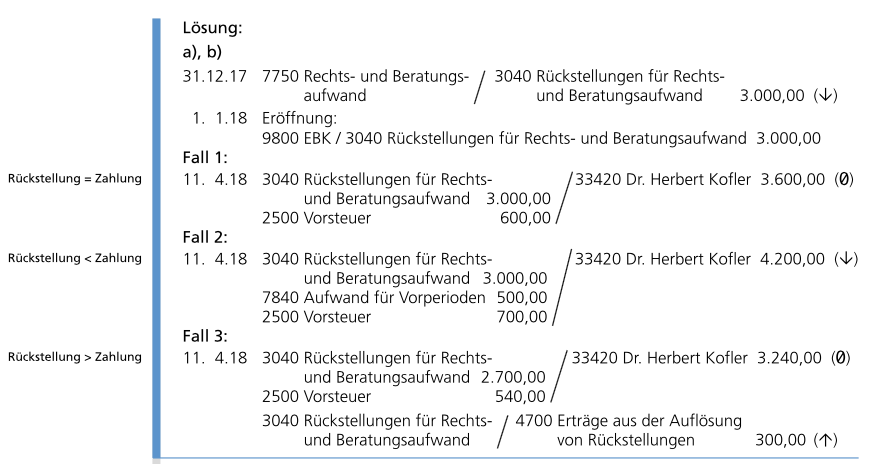 Lösung:
a), b)
31.12.17 7750 Rechts- und Beratungs- / 3040 Rückstellungen für Rechts-
aufwand und Beratungsaufwand 3.000,00 (↓)
1. 1.18 Eröffnung:
9800 EBK / 3040 Rückstellungen für Rechts- und Beratungsaufwand 3.000,00
Fall 1:
Rückstellung = Zahlung 11. 4.18 3040 Rückstellungen für Rechts- / 33420 Dr. Herbert Kofler 3.600,00 (0)
und Beratungsaufwand 3.000,00
2500 Vorsteuer 600,00
Fall 2:
Rückstellung < Zahlung 11. 4.18 3040 Rückstellungen für Rechts- / 33420 Dr. Herbert Kofler 4.200,00 (↓)
und Beratungsaufwand 3.000,00
7840 Aufwand für Vorperioden 500,00
2500 Vorsteuer 700,00
Fall 3:
Rückstellung > Zahlung 11. 4.18 3040 Rückstellungen für Rechts- / 33420 Dr. Herbert Kofler 3.240,00 (0)
und Beratungsaufwand 2.700,00
2500 Vorsteuer 540,00
3040 Rückstellungen für Rechts- / 4700 Erträge aus der Auflösung
und Beratungsaufwand von Rückstellungen 300,00 (↑)